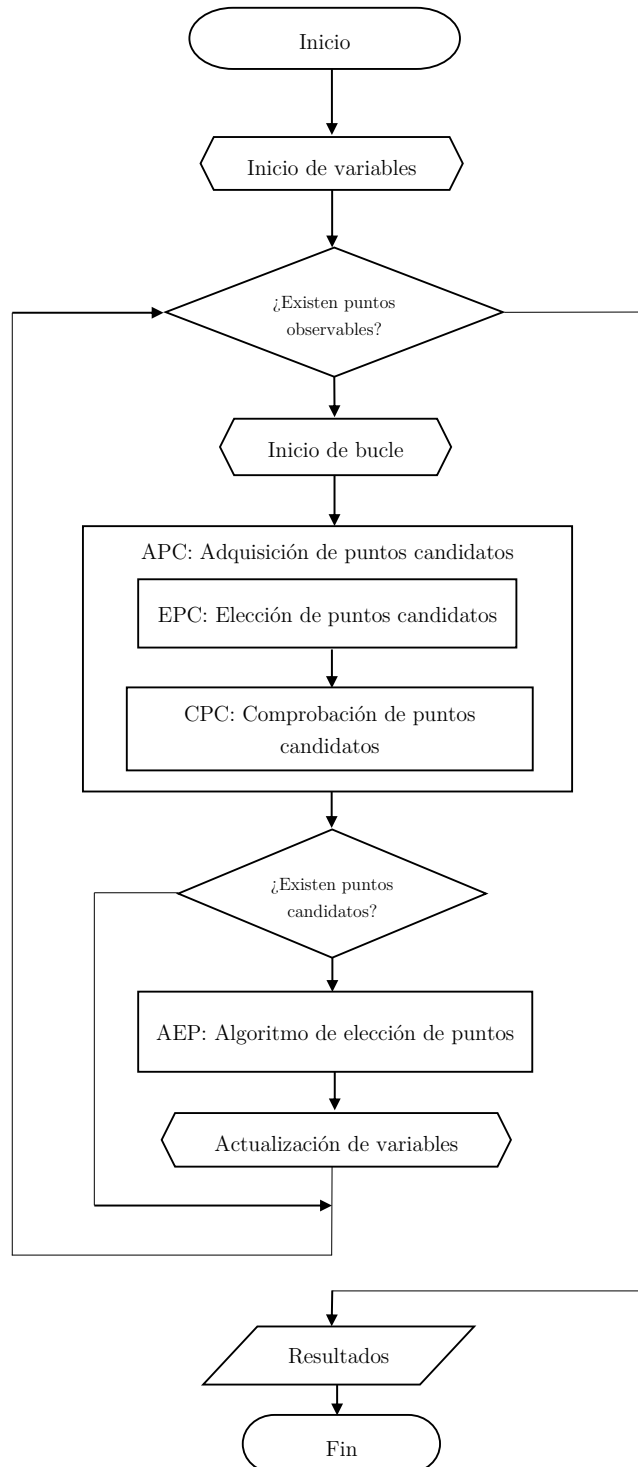 Inicio
Inicio de variables
¿Existen puntos
observables?
Inicio de bucle
APC: Adquisición de puntos candidatos
EPC: Elección de puntos candidatos
CPC: Comprobación de puntos
candidatos
¿Existen puntos
candidatos?
AEP: Algoritmo de elección de puntos
Actualización de variables
Resultados
Fin